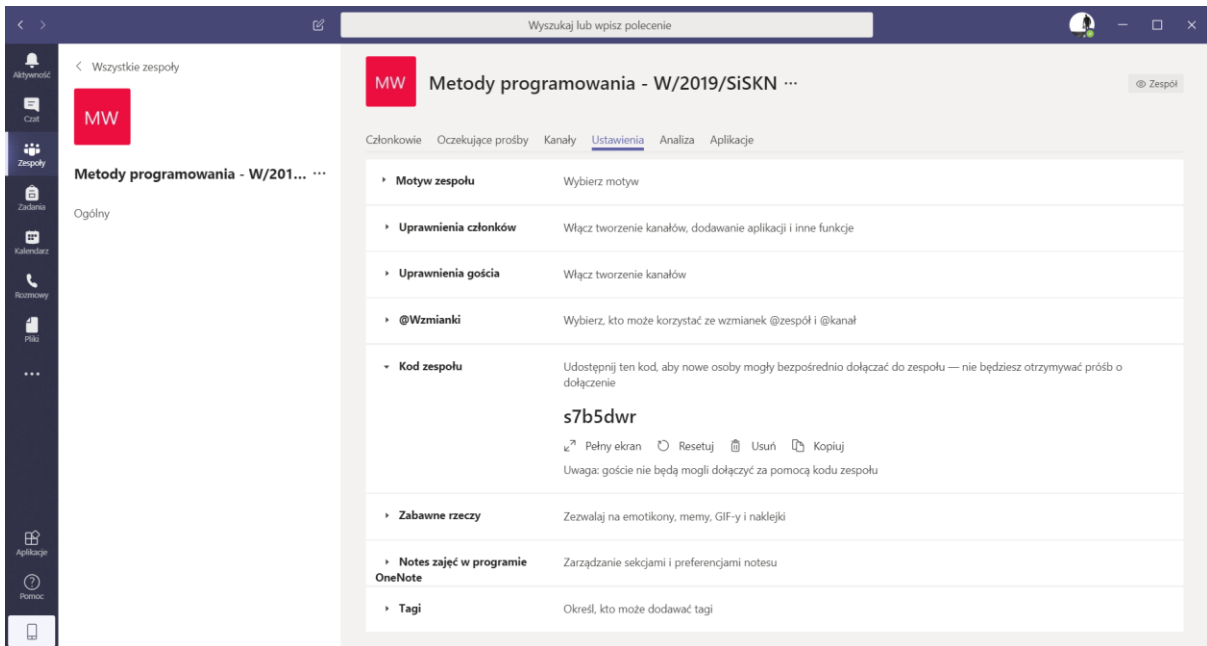 Wyszukaj lub wpisz polecenie
Aktywność
Czat
Zespoły
Zadania
Kalendarz
Rozmowy
Pliki
Aplikacje
Pomoc
Wszystkie zespoły
MW
Metody programowania - W/201... ···
Ogólny
MW
Metody programowania - W/2019/SiSKN ···
Zespół
Członkowie Oczekujące prośby Kanały Ustawienia Analiza Aplikacje
Motyw zespołu Wybierz motyw
Uprawnienia członków Włącz tworzenie kanałów, dodawanie aplikacji i inne funkcje
Uprawnienia gościa Włącz tworzenie kanałów
@Wzmianki Wybierz, kto może korzystać ze wzmianek @zespół i @kanał
Kod zespołu Udostępnij ten kod, aby nowe osoby mogły bezpośrednio dołączać do zespołu — nie będziesz otrzymywać próśb o
dołączenie
s7b5dwr
Pełny ekran Resetuj Usuń Kopiuj
Uwaga: goście nie będą mogli dołączyć za pomocą kodu zespołu
Zabawne rzeczy Zezwalaj na emotikony, memy, GIF-y i naklejki
Notes zajęć w programie Zarządzanie sekcjami i preferencjami notesu
OneNote
Tagi Określ, kto może dodawać tagi